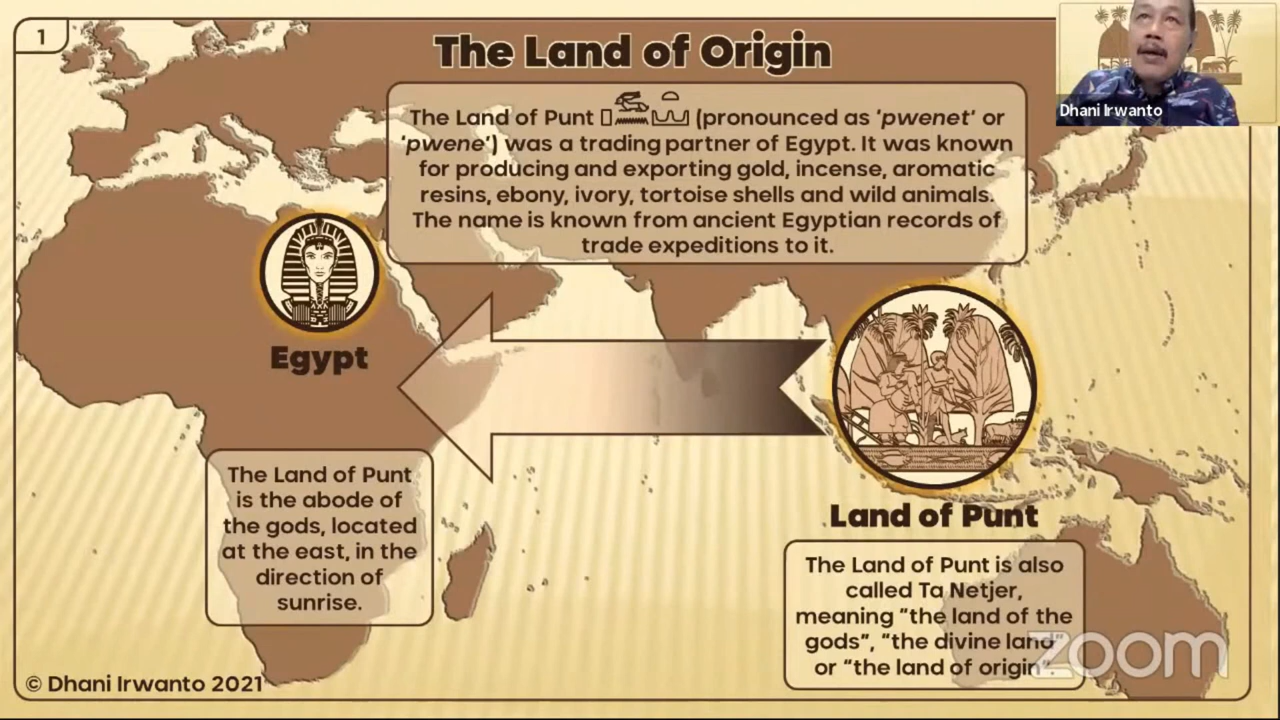 1
The Land of Origin
Dhani Irwanto
The Land of Punt (pronounced as ‘pwenet’ or
‘pwene’) was a trading partner of Egypt. It was known
for producing and exporting gold, incense, aromatic
resins, ebony, ivory, tortoise shells and wild animals.
The name is known from ancient Egyptian records of
trade expeditions to it.
Egypt
The Land of Punt
is the abode of
the gods, located
at the east, in the
direction of
sunrise.
Land of Punt
The Land of Punt is also
called Ta Netjer,
meaning “the land of the
gods”, “the divine land”
or “the land of origin”.
zoom
© Dhani Irwanto 2021